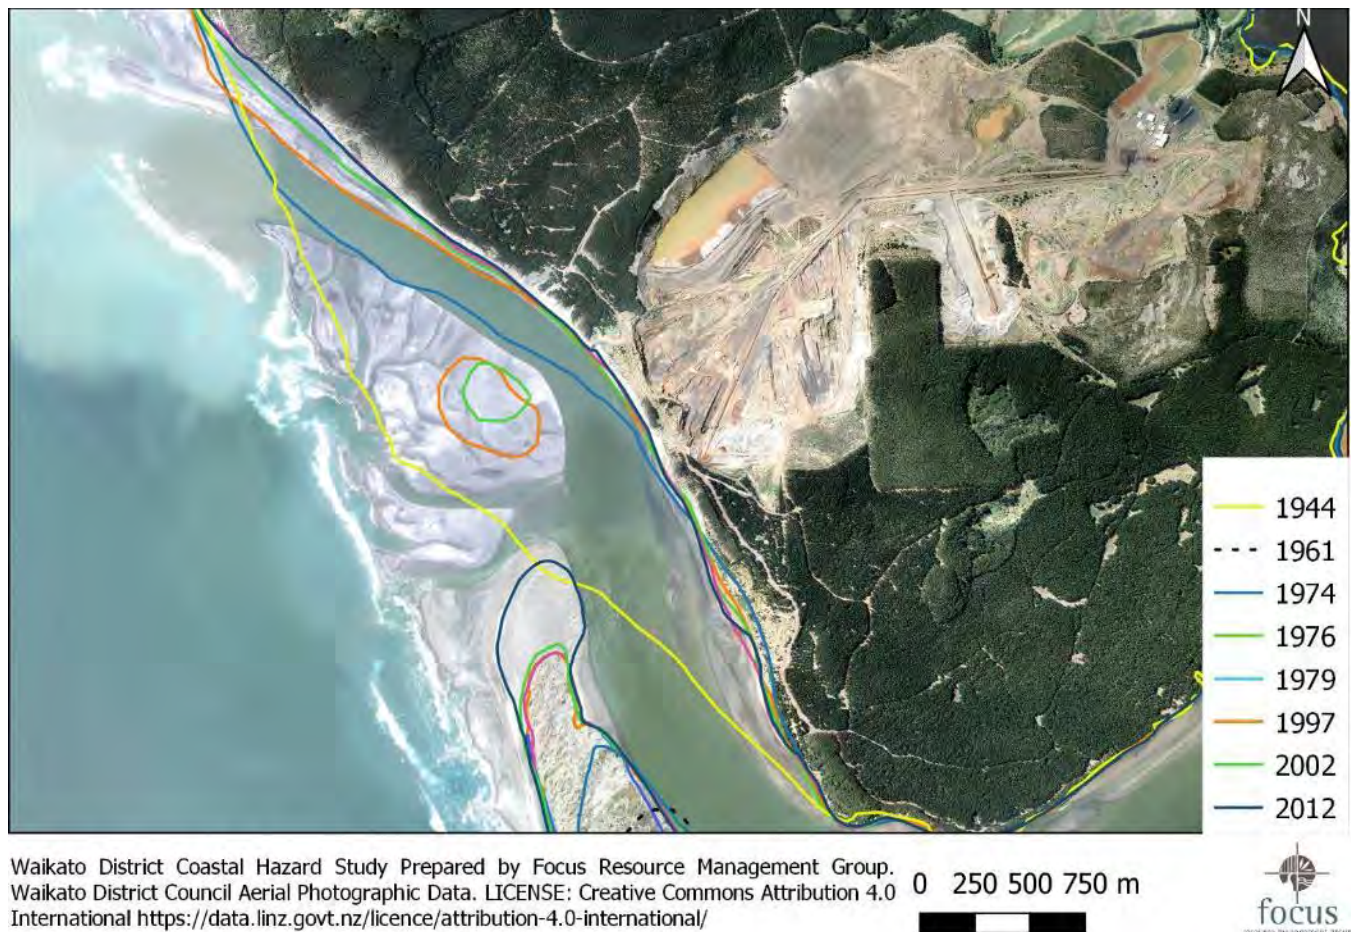 N
1944
1961
1974
1976
1979
1997
2002
2012
Waikato District Coastal Hazard Study Prepared by Focus Resource Management Group.
Waikato District Council Aerial Photographic Data. LICENSE: Creative Commons Attribution 4.0
International https://data.linz.govt.nz/licence/attribution-4.0-international/
0 250 500 750 m
focus